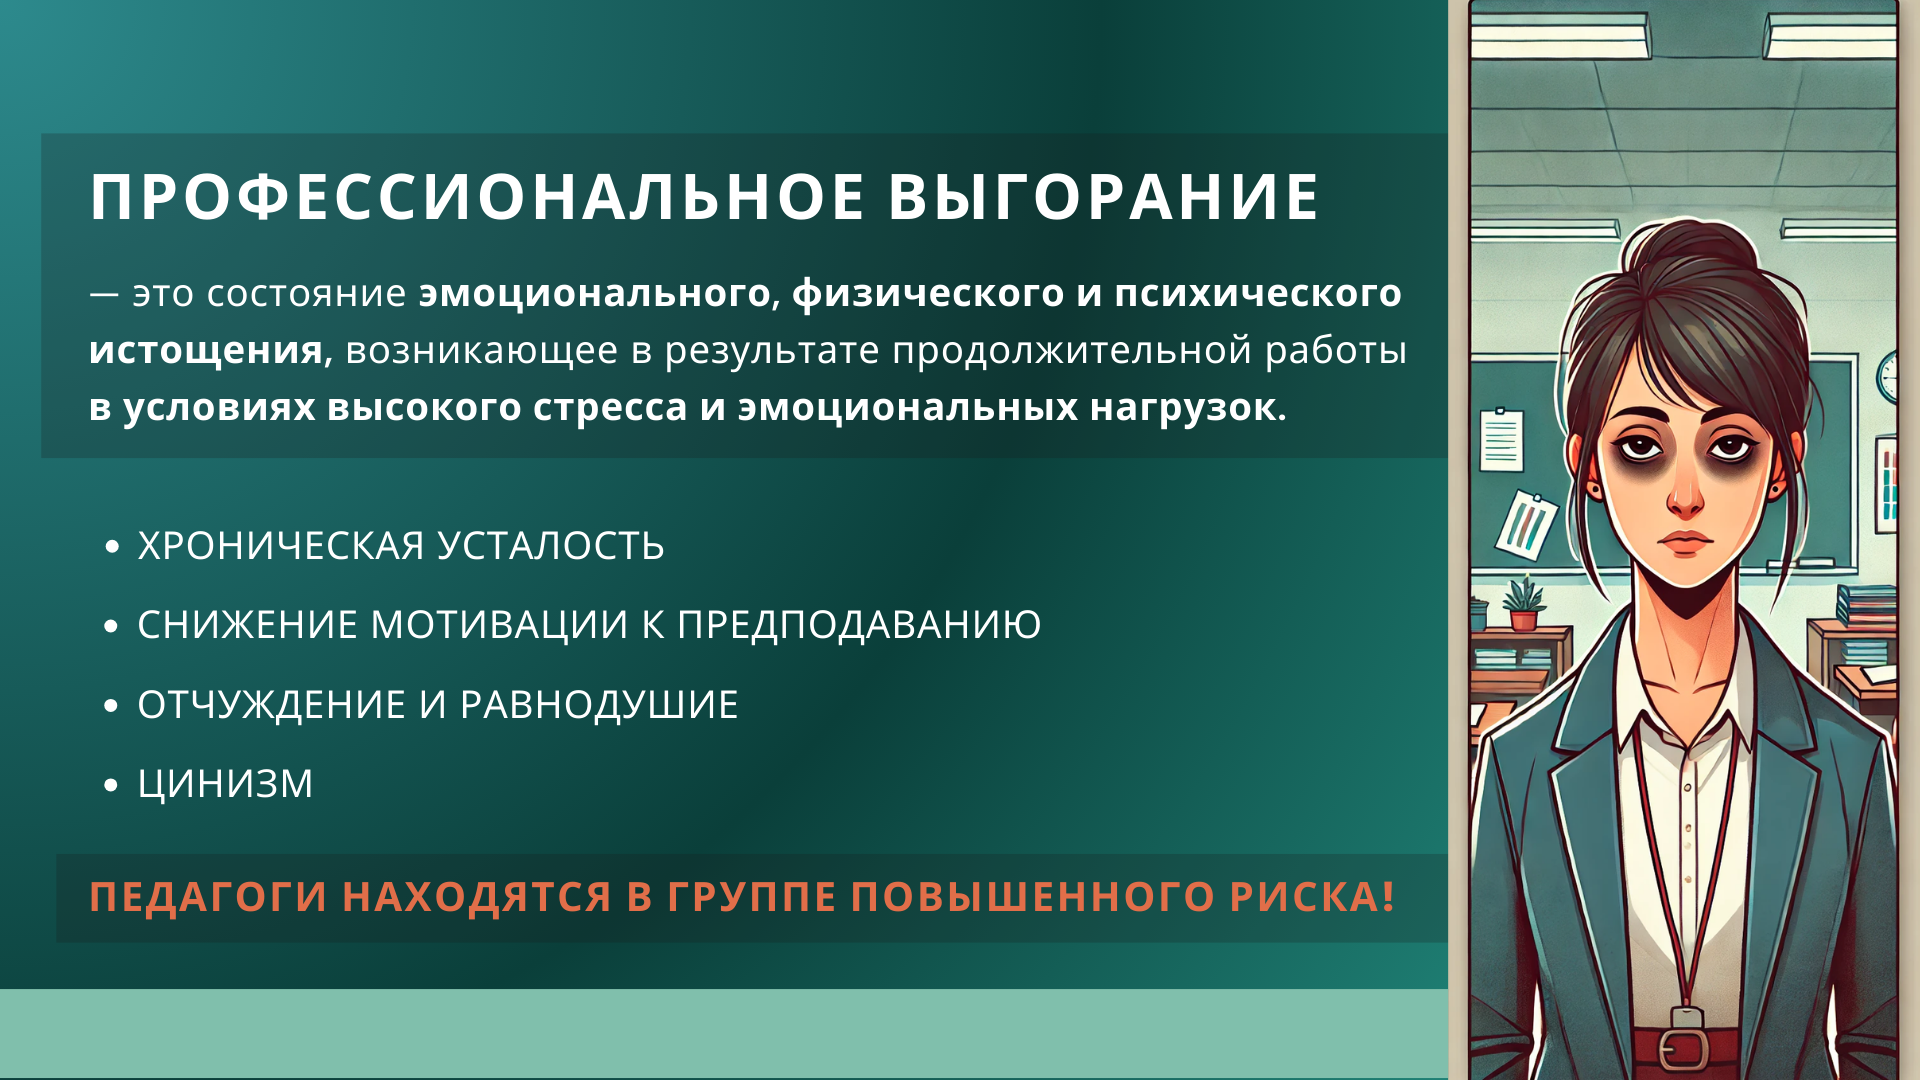 ПРОФЕССИОНАЛЬНОЕ ВЫГОРАНИЕ
— это состояние эмоционального, физического и психического
истощения, возникающее в результате продолжительной работы
в условиях высокого стресса и эмоциональных нагрузок.
• ХРОНИЧЕСКАЯ УСТАЛОСТЬ
• СНИЖЕНИЕ МОТИВАЦИИ К ПРЕДПОДАВАНИЮ
• ОТЧУЖДЕНИЕ И РАВНОДУШИЕ
• ЦИНИЗМ
ПЕДАГОГИ НАХОДЯТСЯ В ГРУППЕ ПОВЫШЕННОГО РИСКА!